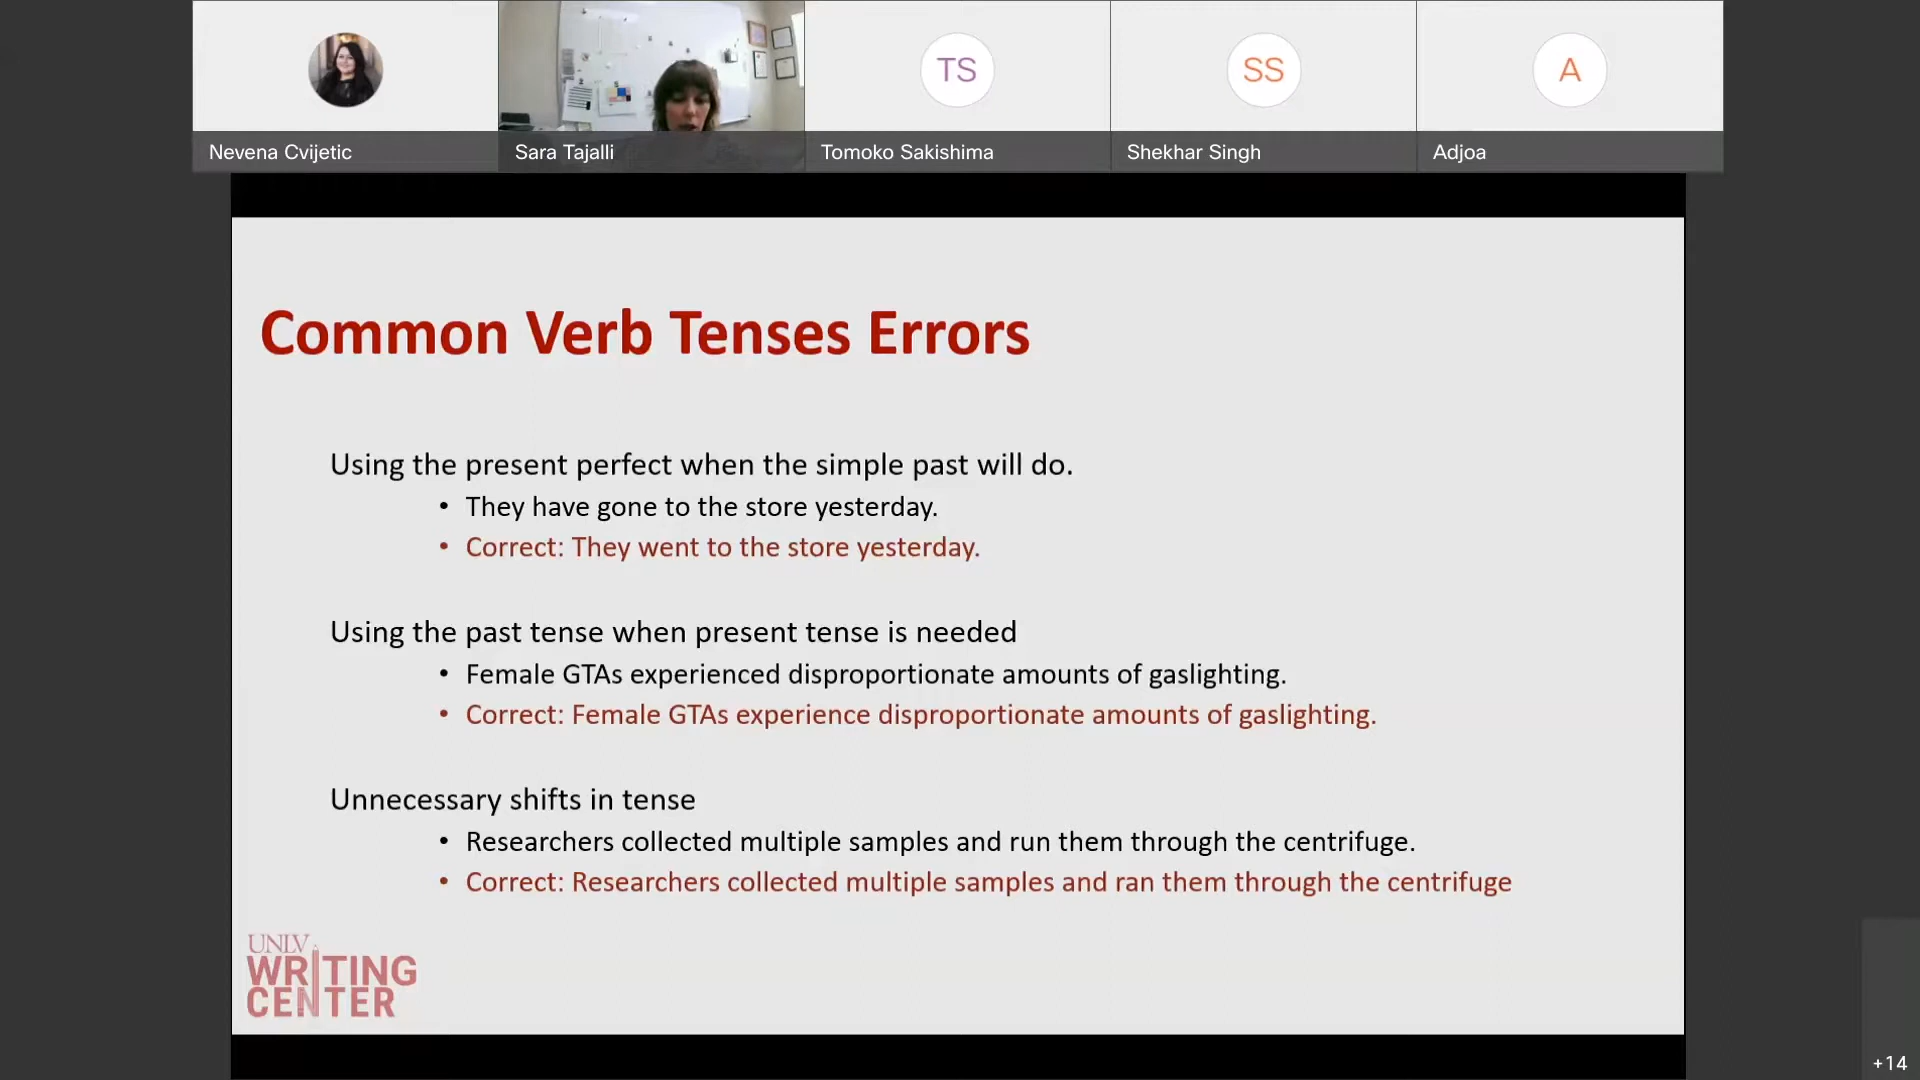 TS
SS
A
Nevena Cvijetic
Sara Tajalli
Tomoko Sakishima
Shekhar Singh
Adjoa
Common Verb Tenses Errors
Using the present perfect when the simple past will do.
• They have gone to the store yesterday.
• Correct: They went to the store yesterday.
Using the past tense when present tense is needed
• Female GTAs experienced disproportionate amounts of gaslighting.
• Correct: Female GTAs experience disproportionate amounts of gaslighting.
Unnecessary shifts in tense
• Researchers collected multiple samples and run them through the centrifuge.
• Correct: Researchers collected multiple samples and ran them through the centrifuge
UNLV
WRITING
CENTER
+14